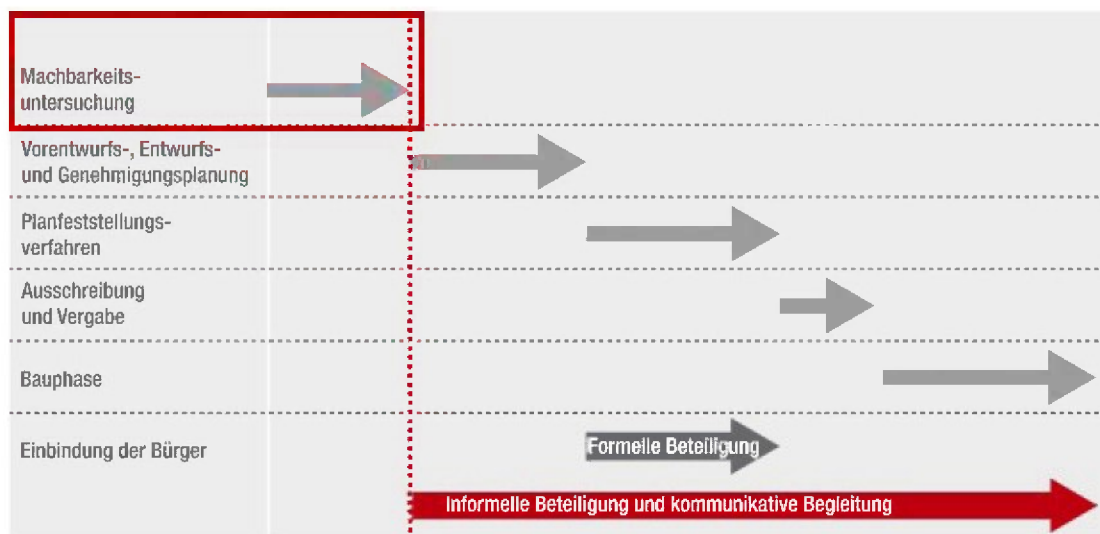 Machbarkeits-
untersuchung
Vorentwurfs-, Entwurfs-
und Genehmigungsplanung
Planfeststellungs-
verfahren
Ausschreibung
und Vergabe
Bauphase
Einbindung der Bürger
Formelle Beteiligung
Informelle Beteiligung und kommunikative Begleitung